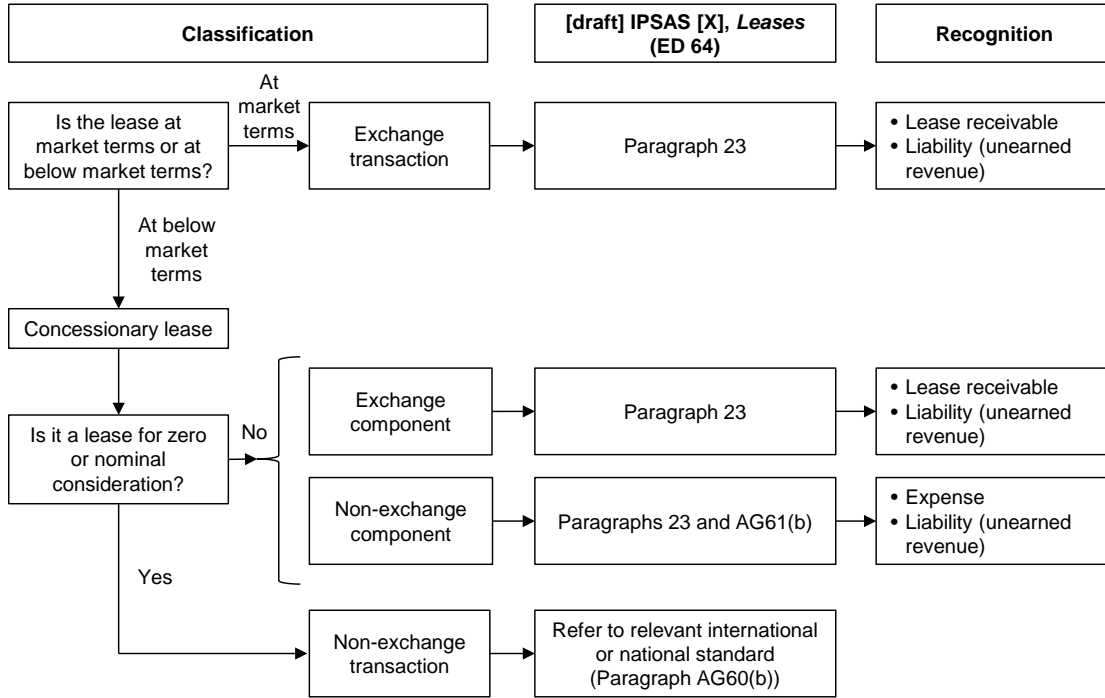 Classification
[draft] IPSAS [X], Leases
(ED 64)
Recognition
Is the lease at
market terms or at
below market terms?
At
market
terms
Exchange
transaction
Paragraph 23
• Lease receivable
• Liability (unearned
revenue)
At below
market
terms
Concessionary lease
Is it a lease for zero
or nominal
consideration?
No
Exchange
component
Paragraph 23
• Lease receivable
• Liability (unearned
revenue)
Non-exchange
component
Paragraphs 23 and AG61(b)
• Expense
• Liability (unearned
revenue)
Yes
Non-exchange
transaction
Refer to relevant international
or national standard
(Paragraph AG60(b))